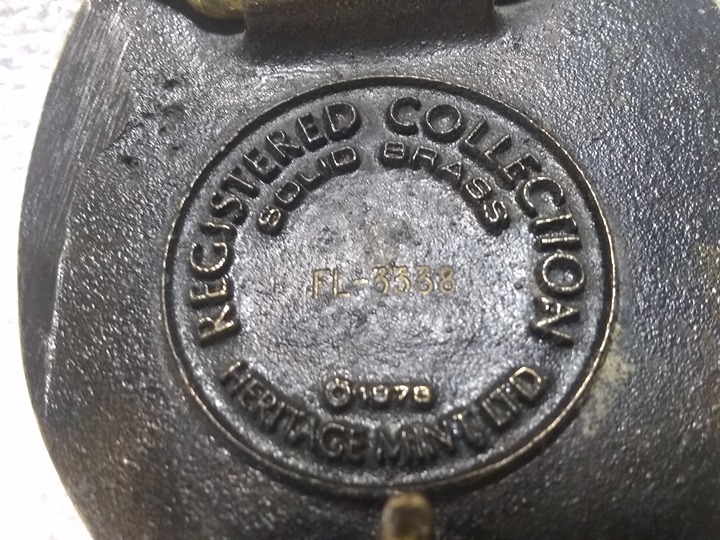 REGISTERED COLLECTION
SOLID BRASS
FL-3338
© 1978
HERITAGE MINT, LTD